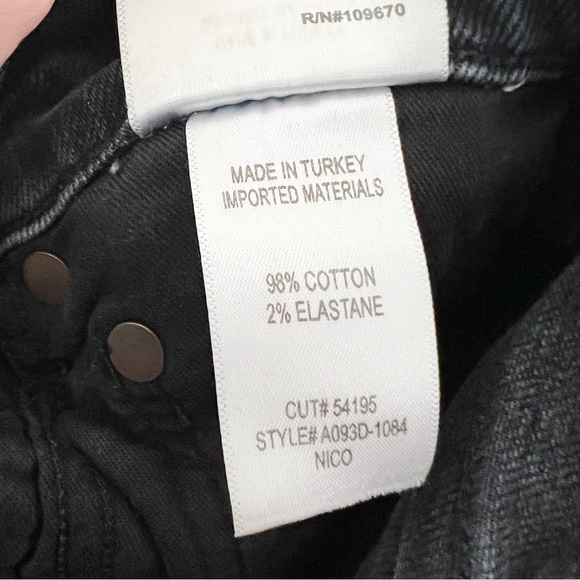 R/N#109670
MADE IN TURKEY
IMPORTED MATERIALS
98% COTTON
2% ELASTANE
CUT# 54195
STYLE# A093D-1084
NICO